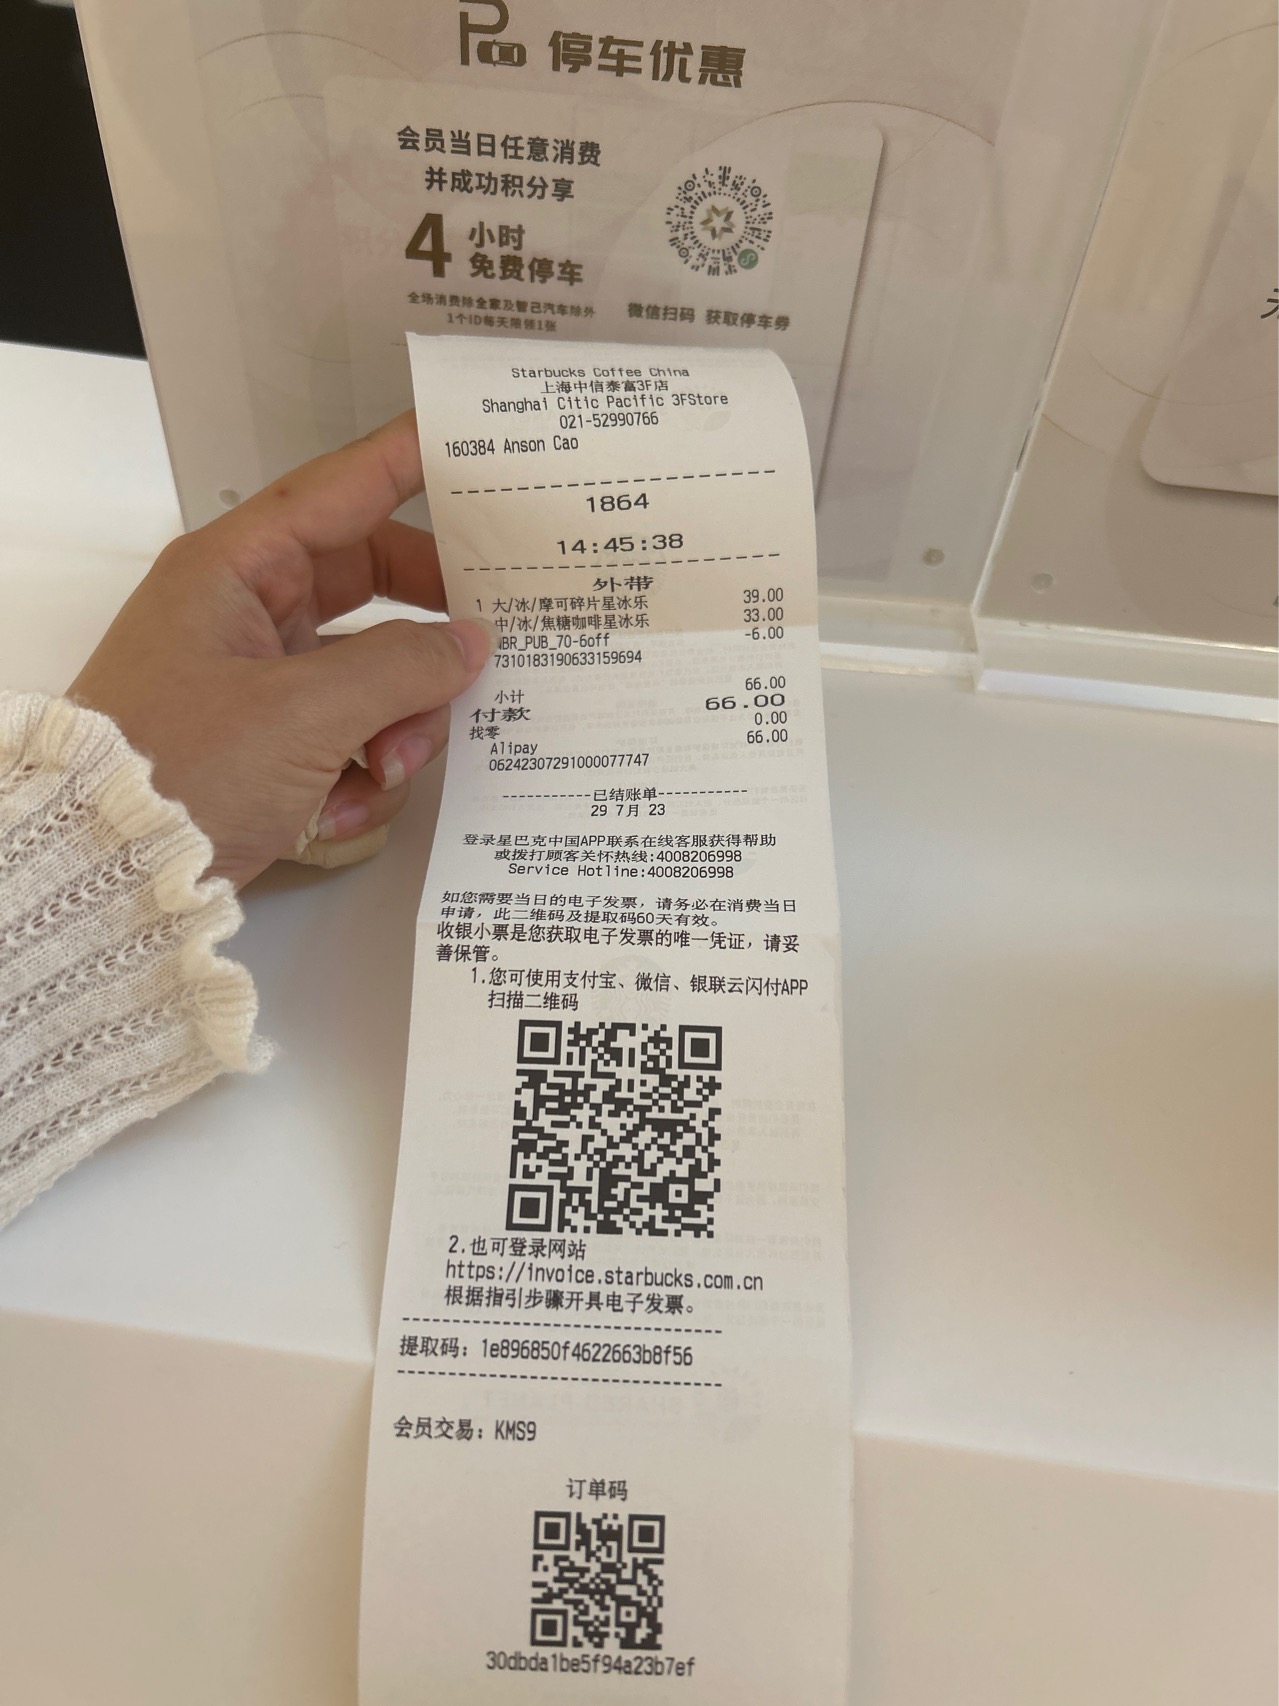 P 停车优惠
会员当日任意消费
并成功积分享
4 小时
免费停车
全场消费除全家及智己汽车除外
1个ID每天限领1张
微信扫码 获取停车券
Starbucks Coffee China
上海中信泰富3F店
Shanghai Citic Pacific 3FStore
021-52990766
160384 Anson Cao
1864
14:45:38
外带
1 大/冰/摩可碎片星冰乐 39.00
中/冰/焦糖咖啡星冰乐 33.00
BR_PUB_70-6off -6.00
7310183190633159694
小计 66.00
付款 66.00
找零 0.00
Alipay 66.00
06242307291000077747
-----------已结账单-----------
29 7月 23
登录星巴克中国APP联系在线客服获得帮助
或拨打顾客关怀热线:4008206998
Service Hotline:4008206998
如您需要当日的电子发票，请务必在消费当日
申请，此二维码及提取码60天有效。
收银小票是您获取电子发票的唯一凭证，请妥
善保管。
1.您可使用支付宝、微信、银联云闪付APP
扫描二维码
2.也可登录网站
https://invoice.starbucks.com.cn
根据指引步骤开具电子发票。
提取码: 1e896850f4622663b8f56
会员交易: KMS9
订单码
30dbda1be5f94a23b7ef